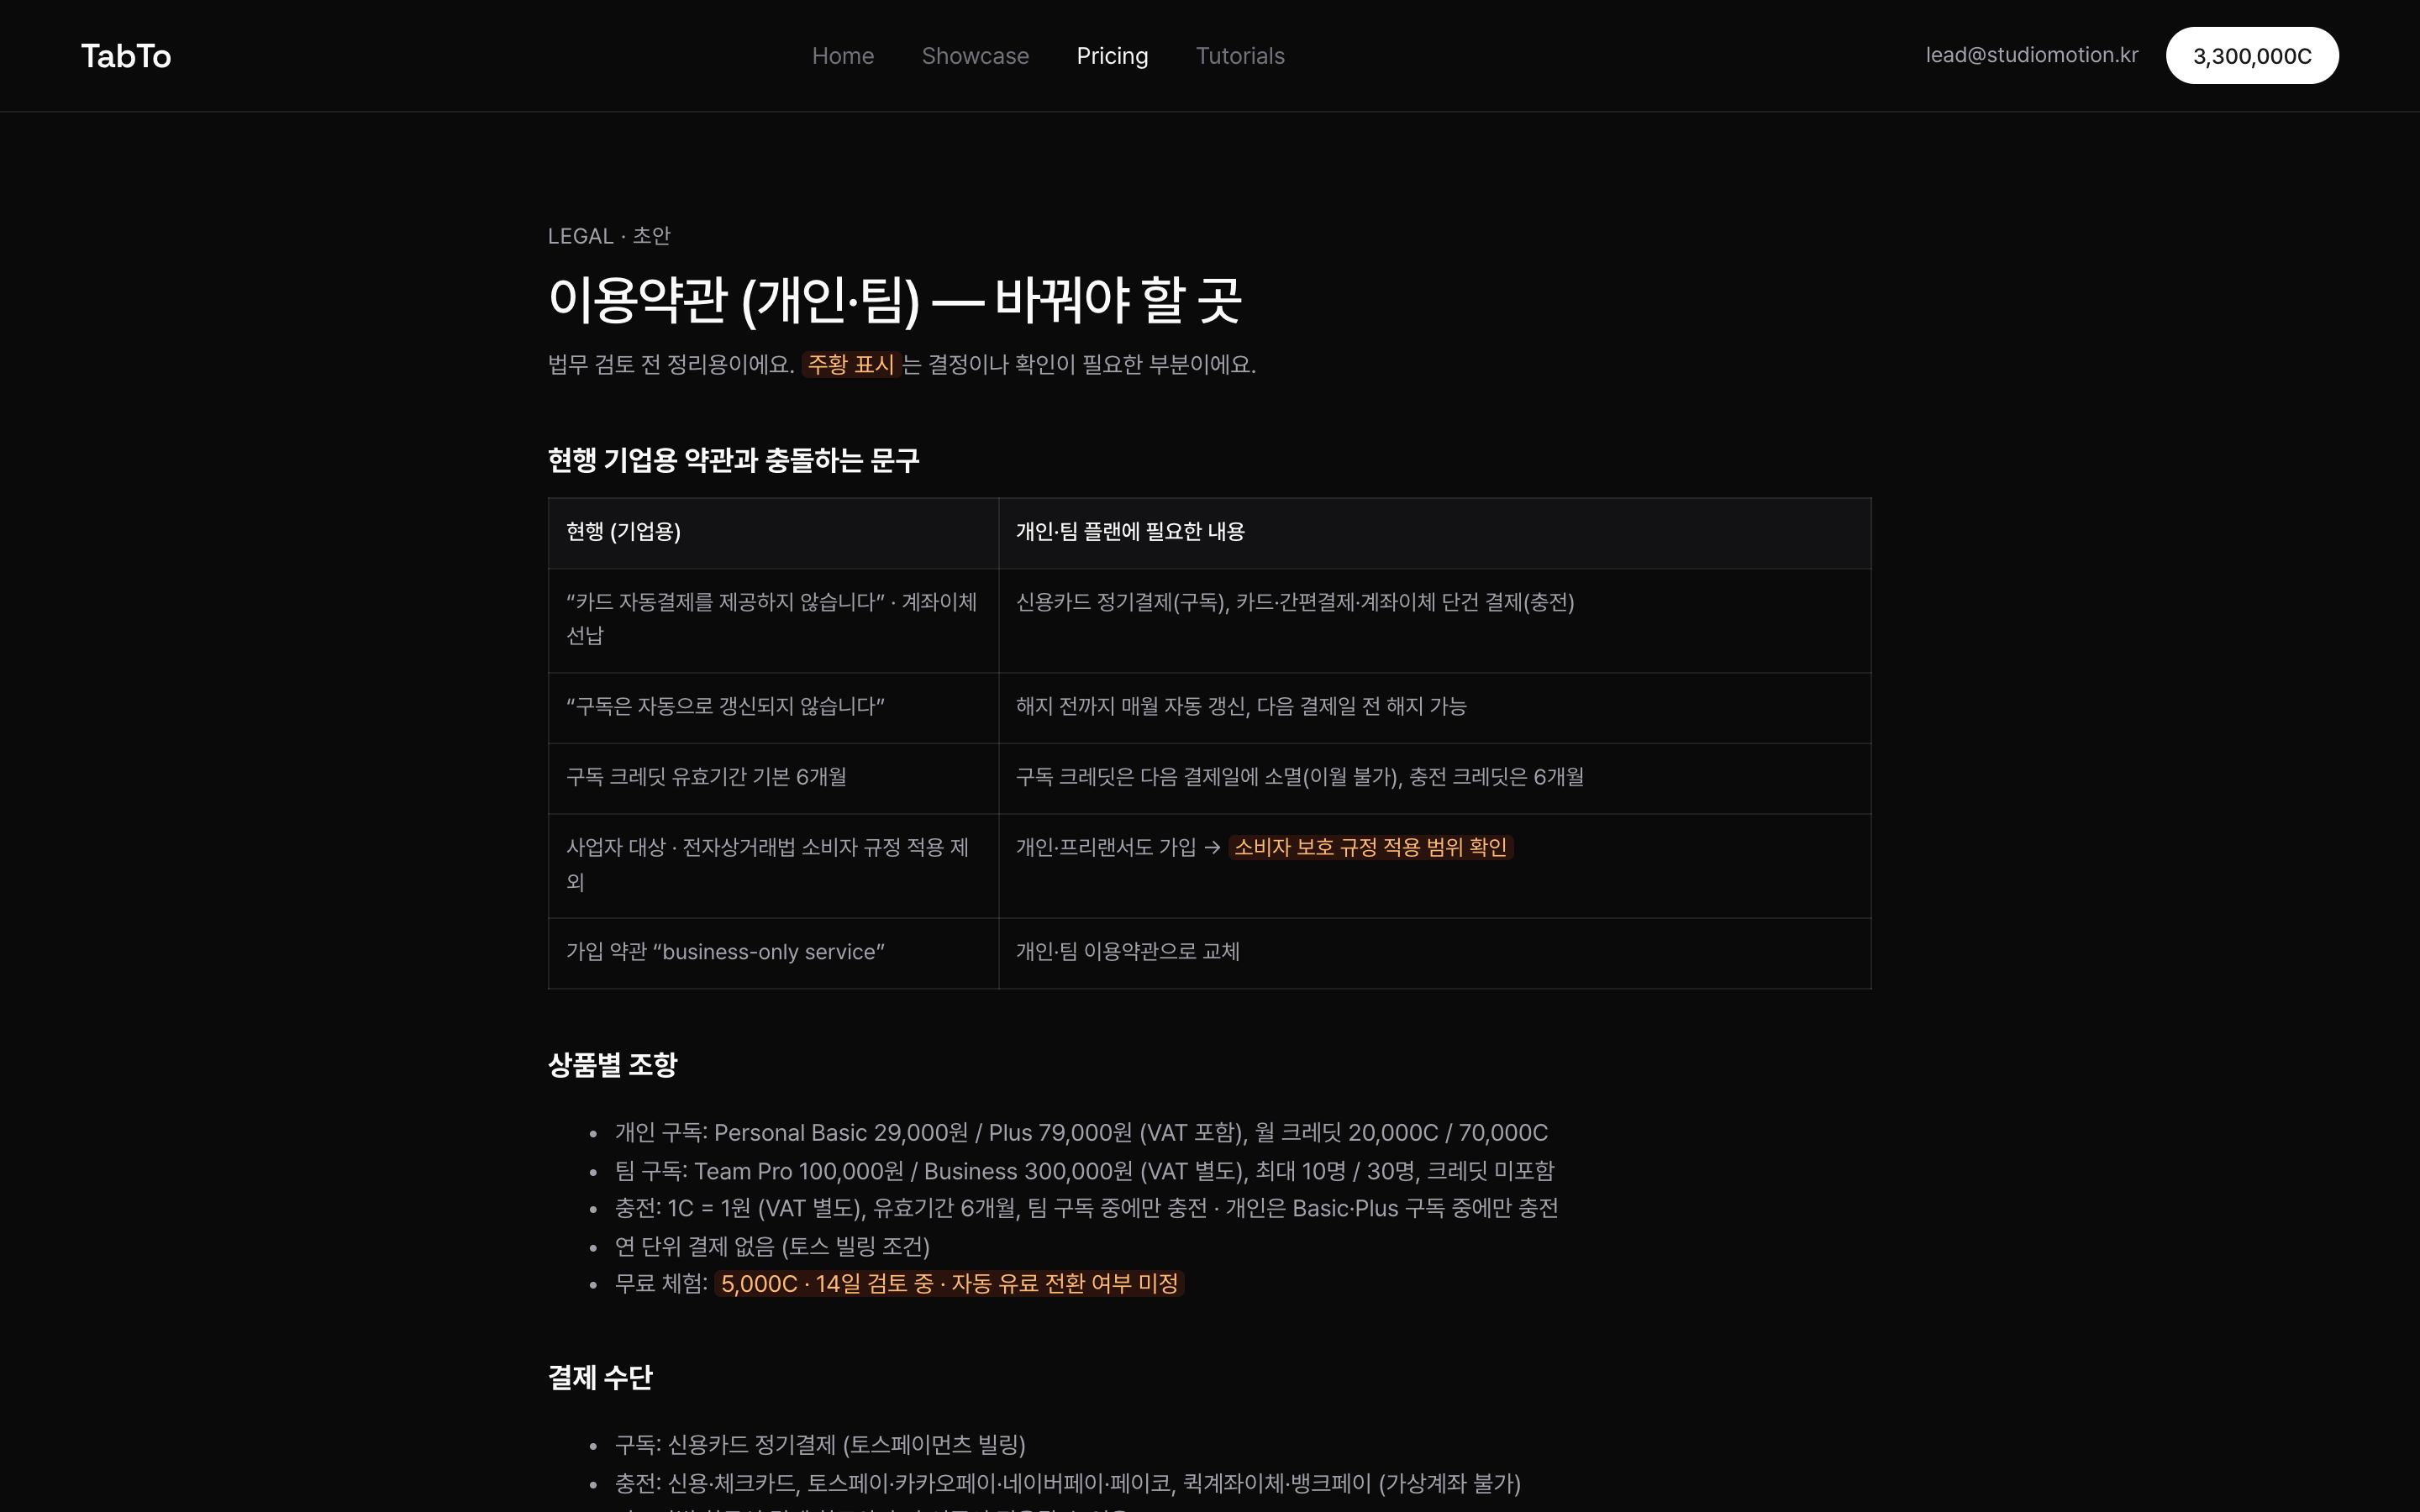 TabTo
Home
Showcase
Pricing
Tutorials
lead@studiomotion.kr
3,300,000C
LEGAL · 초안
이용약관 (개인·팀) — 바꿔야 할 곳
법무 검토 전 정리용이에요. 주황 표시는 결정이나 확인이 필요한 부분이에요.
현행 기업용 약관과 충돌하는 문구
현행 (기업용)
개인·팀 플랜에 필요한 내용
“카드 자동결제를 제공하지 않습니다” · 계좌이체
선납
신용카드 정기결제(구독), 카드·간편결제·계좌이체 단건 결제(충전)
“구독은 자동으로 갱신되지 않습니다”
해지 전까지 매월 자동 갱신, 다음 결제일 전 해지 가능
구독 크레딧 유효기간 기본 6개월
구독 크레딧은 다음 결제일에 소멸(이월 불가), 충전 크레딧은 6개월
사업자 대상 · 전자상거래법 소비자 규정 적용 제
외
개인·프리랜서도 가입 → 소비자 보호 규정 적용 범위 확인
가입 약관 “business-only service”
개인·팀 이용약관으로 교체
상품별 조항
• 개인 구독: Personal Basic 29,000원 / Plus 79,000원 (VAT 포함), 월 크레딧 20,000C / 70,000C
• 팀 구독: Team Pro 100,000원 / Business 300,000원 (VAT 별도), 최대 10명 / 30명, 크레딧 미포함
• 충전: 1C = 1원 (VAT 별도), 유효기간 6개월, 팀 구독 중에만 충전 · 개인은 Basic·Plus 구독 중에만 충전
• 연 단위 결제 없음 (토스 빌링 조건)
• 무료 체험: 5,000C · 14일 검토 중 · 자동 유료 전환 여부 미정
결제 수단
• 구독: 신용카드 정기결제 (토스페이먼츠 빌링)
• 충전: 신용·체크카드, 토스페이·카카오페이·네이버페이·페이코, 퀵계좌이체·뱅크페이 (가상계좌 불가)